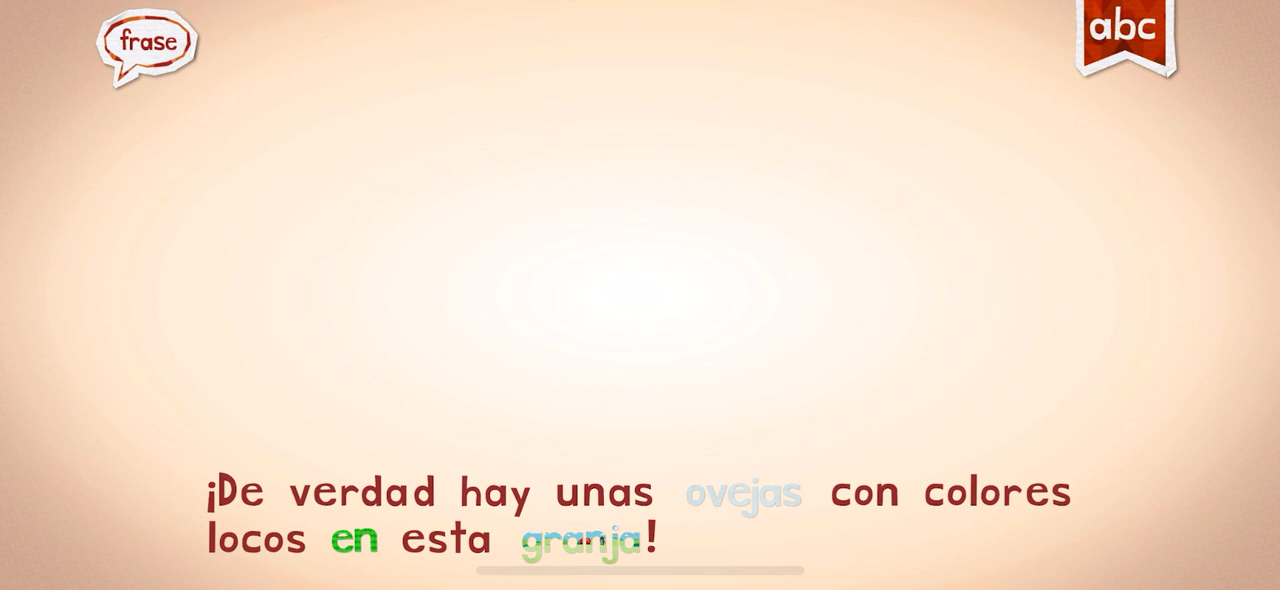 frase
abc
¡De verdad hay unas ovejas con colores
locos en esta granja!